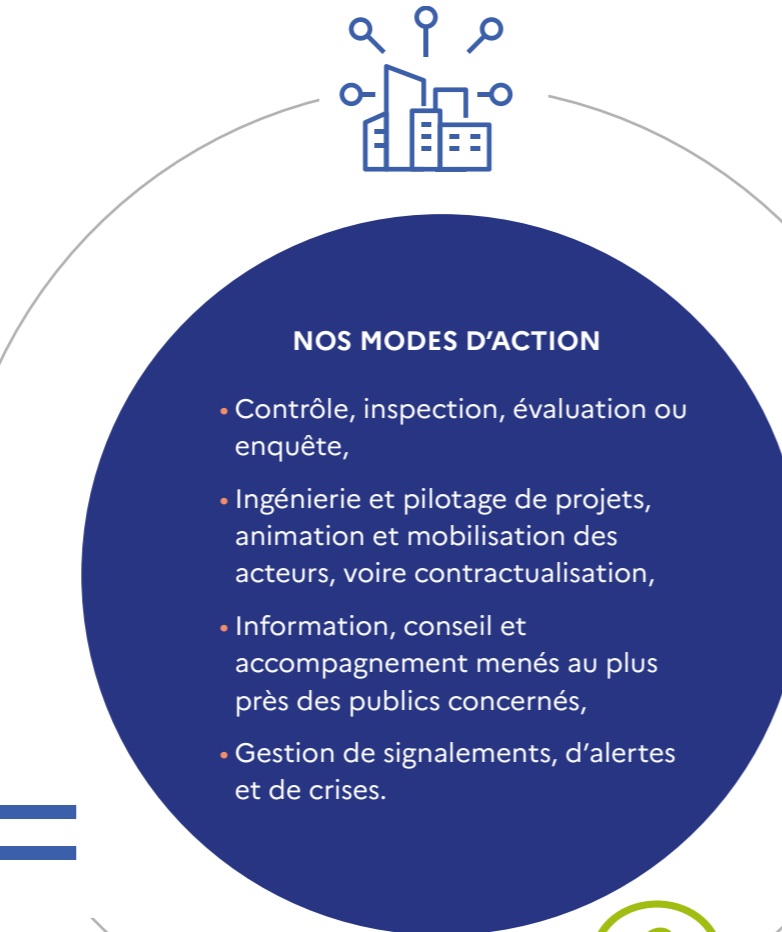 NOS MODES D’ACTION
• Contrôle, inspection, évaluation ou
enquête,
• Ingénierie et pilotage de projets,
animation et mobilisation des
acteurs, voire contractualisation,
• Information, conseil et
accompagnement menés au plus
près des publics concernés,
• Gestion de signalements, d’alertes
et de crises.